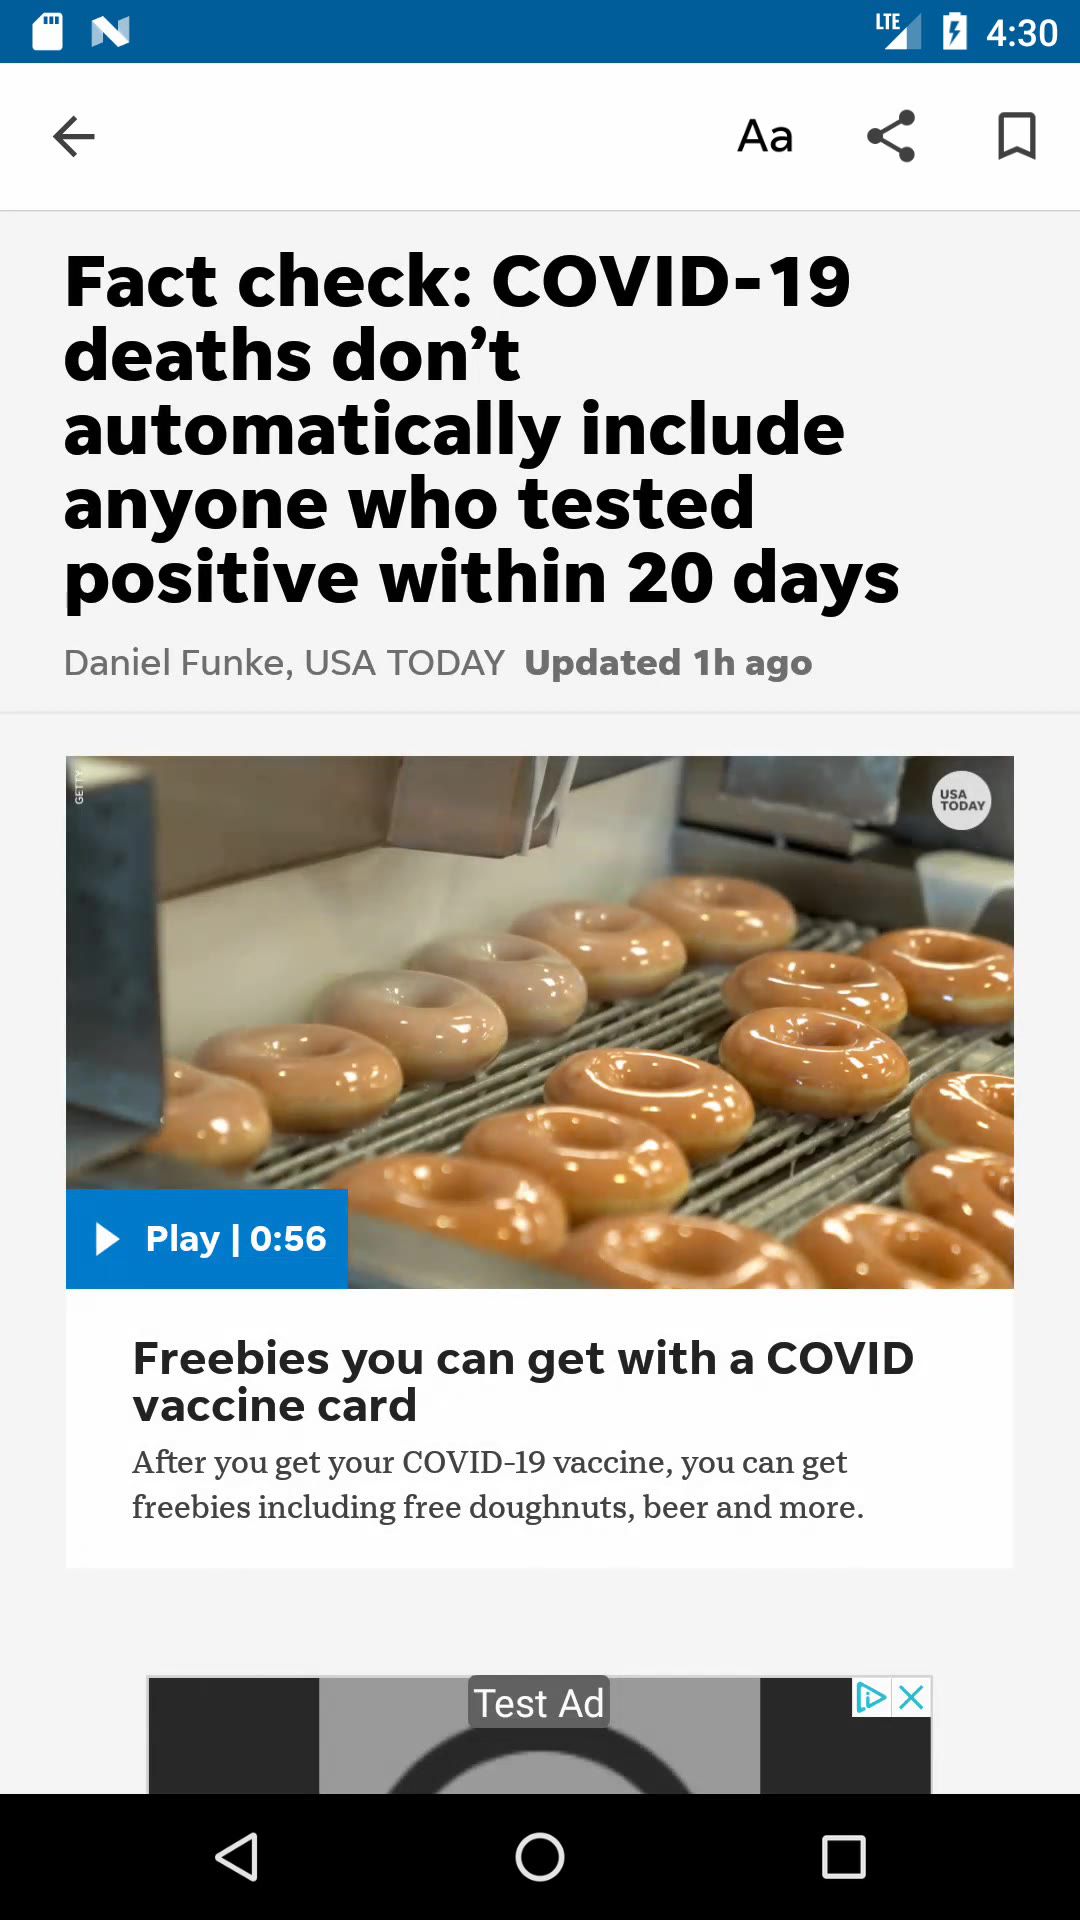 LTE
4:30
Aa
Fact check: COVID-19
deaths don’t
automatically include
anyone who tested
positive within 20 days
Daniel Funke, USA TODAY Updated 1h ago
GETTY
USA
TODAY
Play | 0:56
Freebies you can get with a COVID
vaccine card
After you get your COVID-19 vaccine, you can get
freebies including free doughnuts, beer and more.
Test Ad